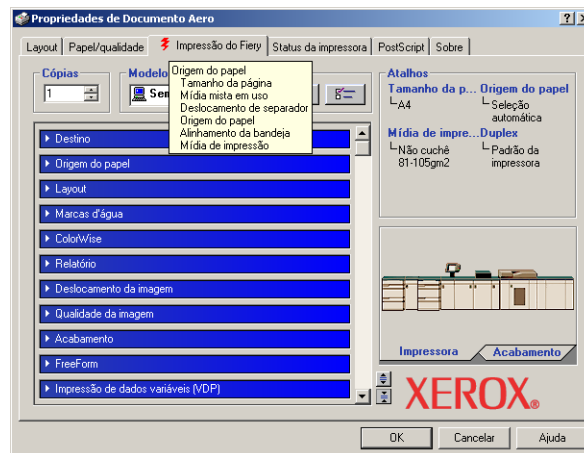 Propriedades de Documento Aero
Layout Papel/qualidade Impressão do Fiery Status da impressora PostScript Sobre
Cópias
1
Modelo
Sem
Origem do papel
Tamanho da página
Mídia mista em uso
Deslocamento de separador
Origem do papel
Alinhamento da bandeja
Mídia de impressão
Destino
Origem do papel
Layout
Marcas d'água
ColorWise
Relatório
Deslocamento da imagem
Qualidade da imagem
Acabamento
FreeForm
Impressão de dados variáveis (VDP)
Atalhos
Tamanho da p... Origem do papel
A4 Seleção
automática
Mídia de impre... Duplex
Não cuchê Padrão da
81-105gm2 impressora
Impressora Acabamento
XEROX®
OK Cancelar Ajuda